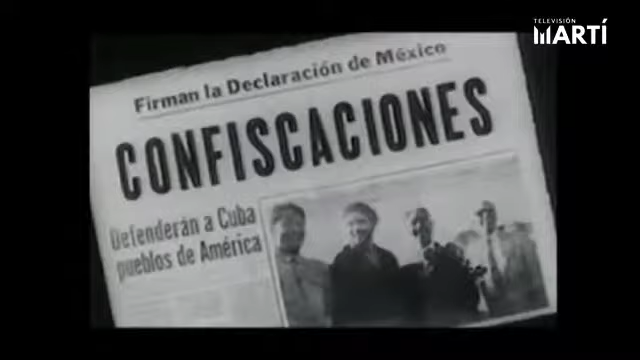 TELEVISIÓN
MARTÍ
Firman la Declaración de México
CONFISCACIONES
Defenderán a Cuba
pueblos de América